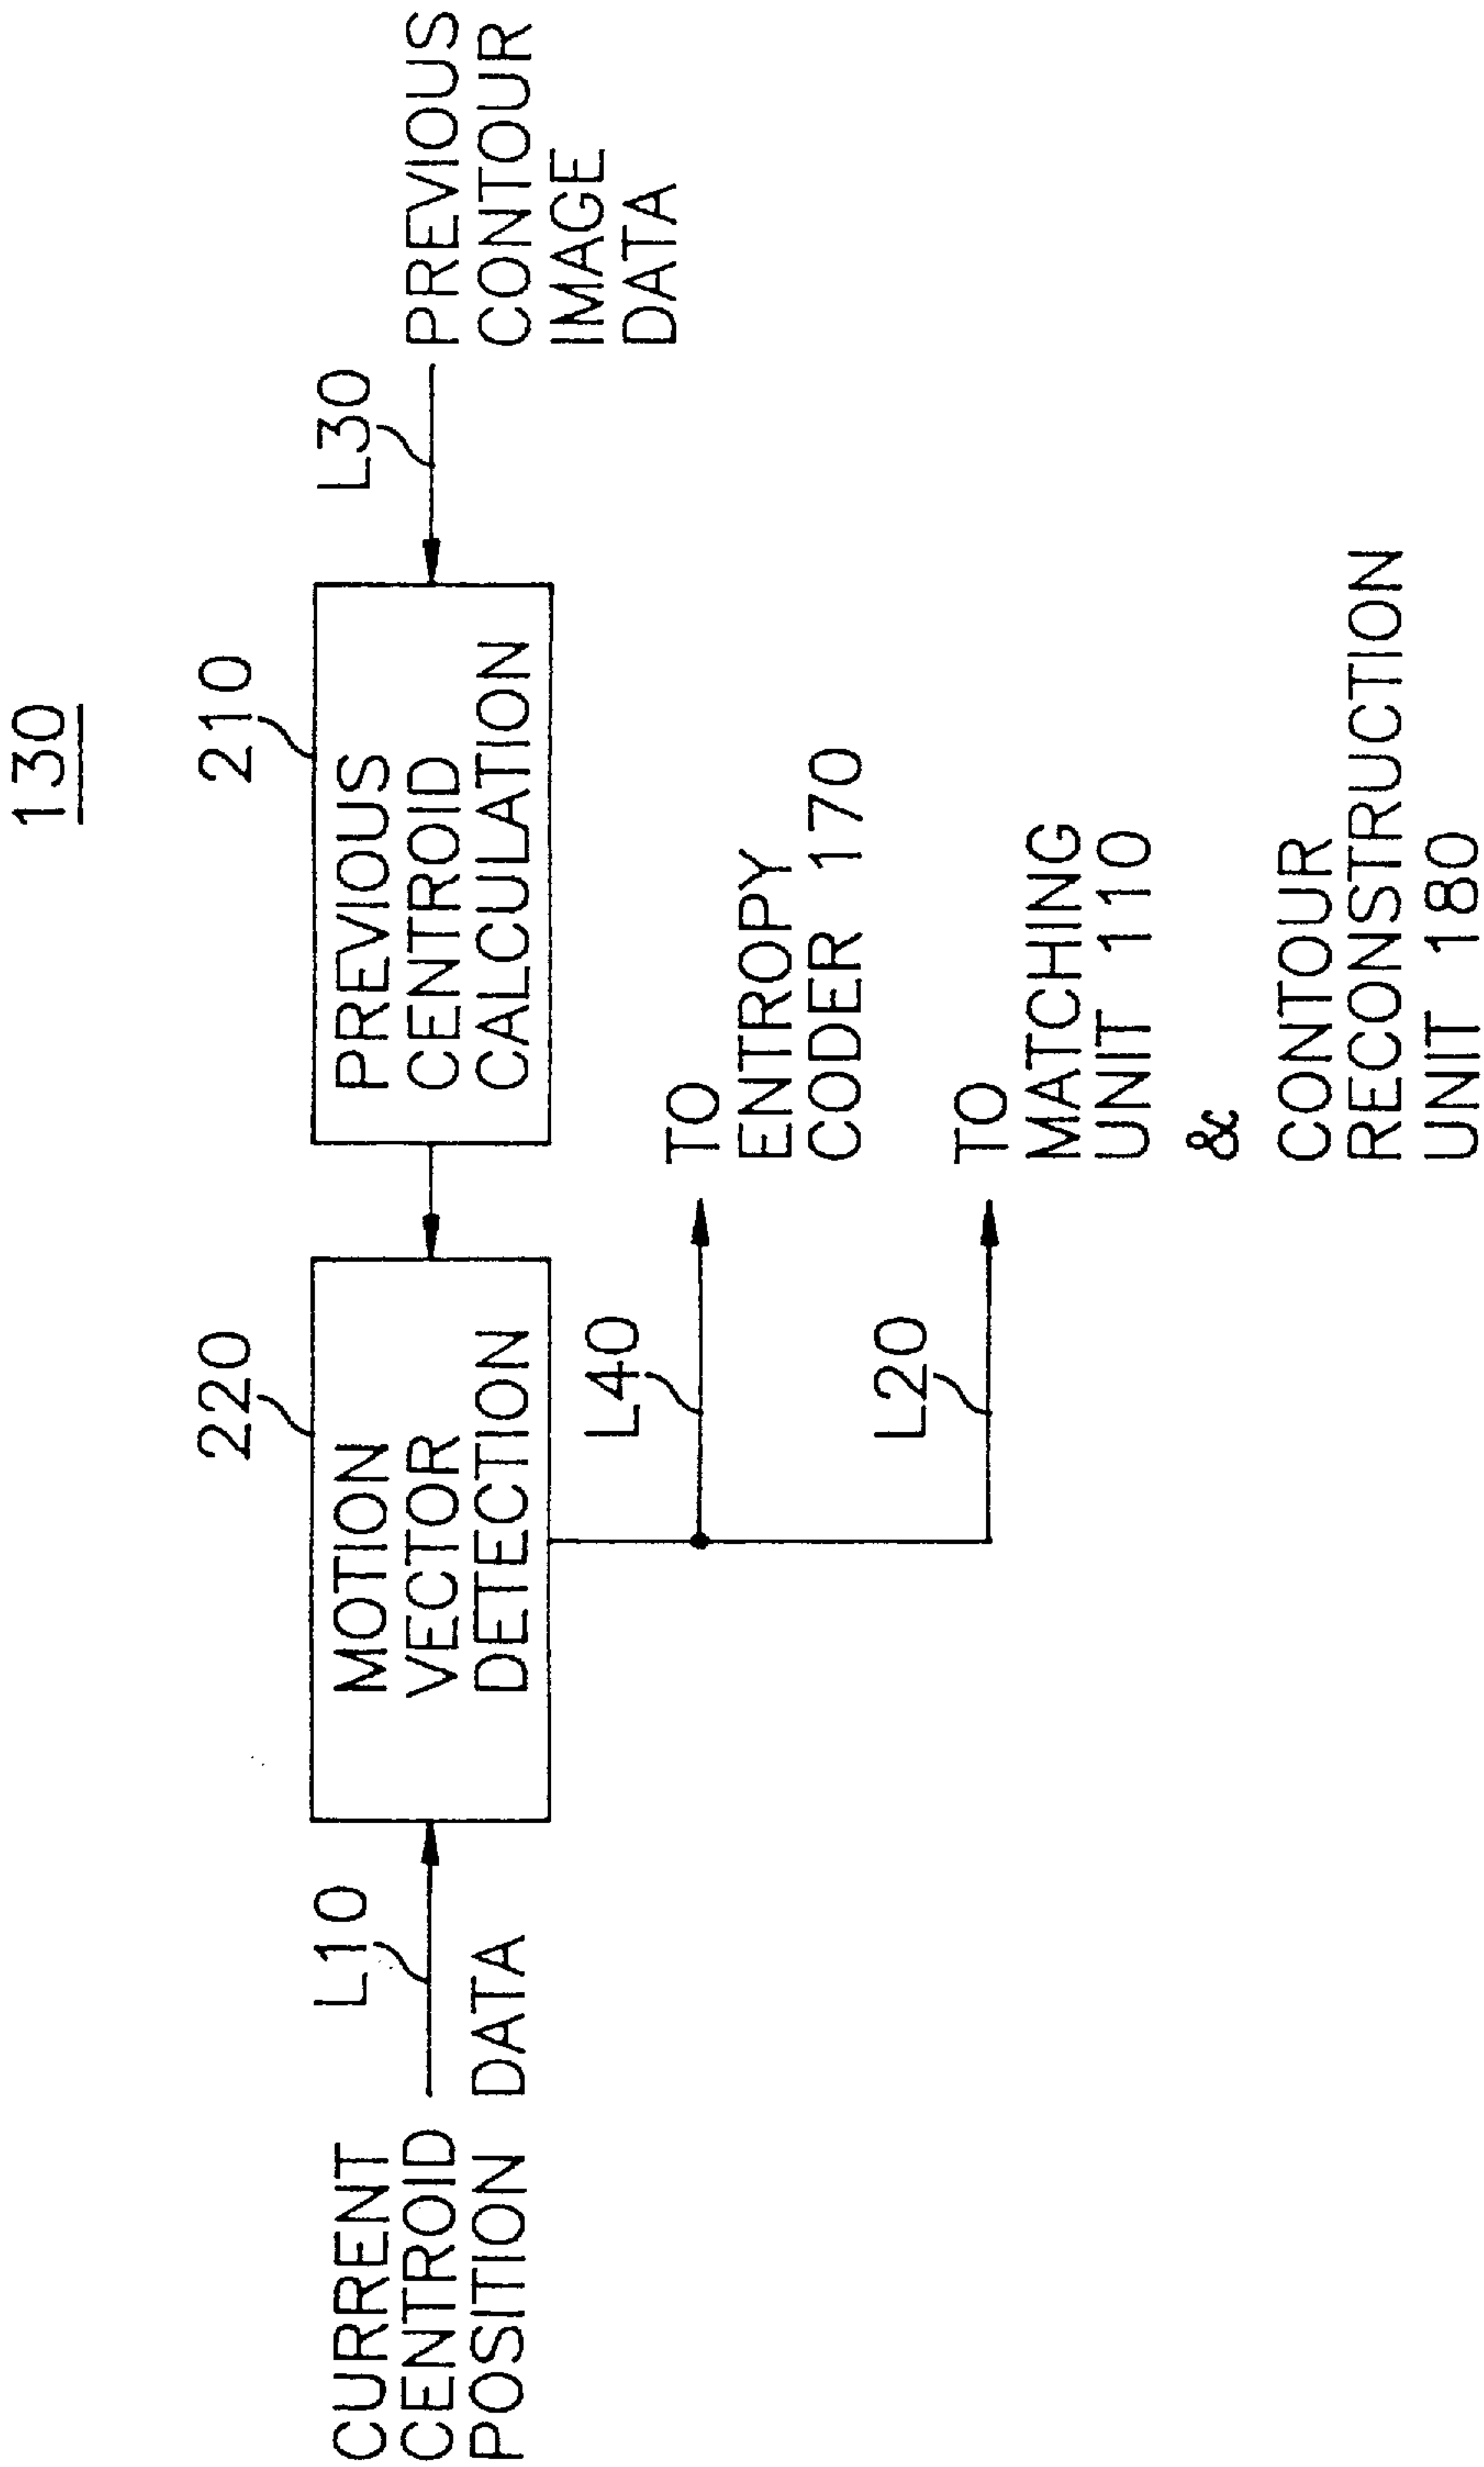 130
220
210
L10
L30
CURRENT
CENTROID
POSITION DATA
MOTION
VECTOR
DETECTION
PREVIOUS
CENTROID
CALCULATION
PREVIOUS
CONTOUR
IMAGE
DATA
L40
TO
ENTROPY
CODER 170
L20
TO
MATCHING
UNIT 110
&
CONTOUR
RECONSTRUCTION
UNIT 180